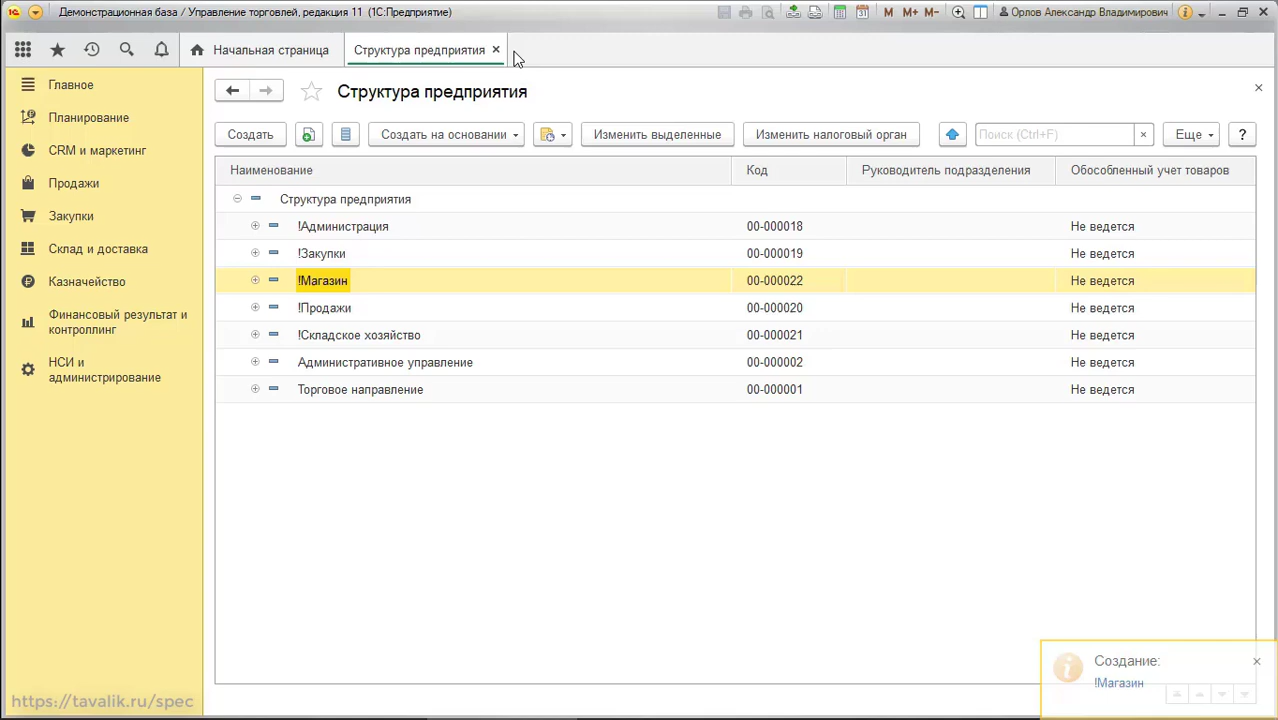 Демонстрационная база / Управление торговлей, редакция 11 (1С:Предприятие)
M M+ M- Орлов Александр Владимирович
Начальная страница
Структура предприятия
Главное
Планирование
CRM и маркетинг
Продажи
Закупки
Склад и доставка
Казначейство
Финансовый результат и
контроллинг
НСИ и
администрирование
Структура предприятия
Создать
Создать на основании
Изменить выделенные
Изменить налоговый орган
Поиск (Ctrl+F)
Еще
?
Наименование Код Руководитель подразделения Обособленный учет товаров
Структура предприятия
!Администрация 00-000018 Не ведется
!Закупки 00-000019 Не ведется
!Магазин 00-000022 Не ведется
!Продажи 00-000020 Не ведется
!Складское хозяйство 00-000021 Не ведется
Административное управление 00-000002 Не ведется
Торговое направление 00-000001 Не ведется
Создание:
!Магазин
https://tavalik.ru/spec